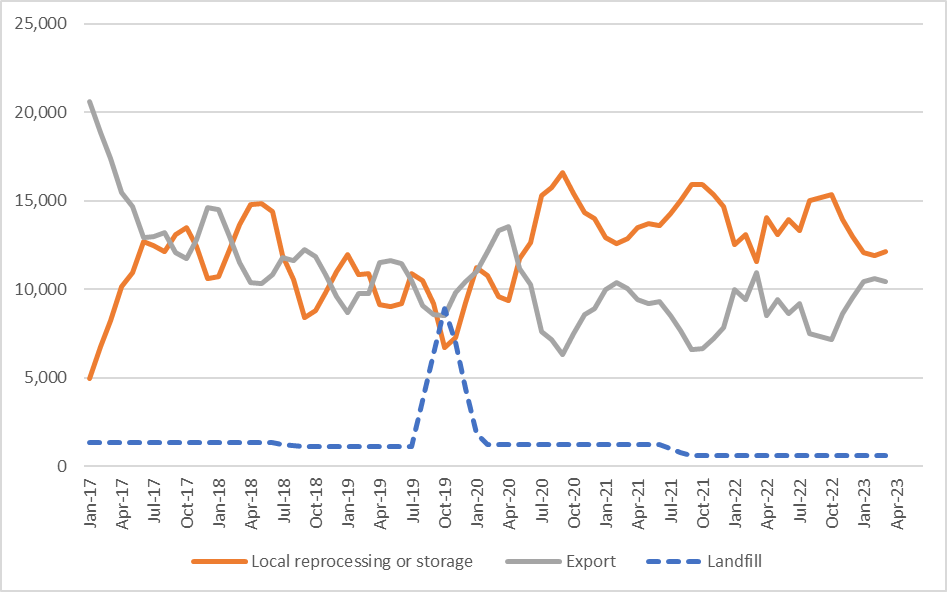 25,000
20,000
15,000
10,000
5,000
0
Jan-17
Apr-17
Jul-17
Oct-17
Jan-18
Apr-18
Jul-18
Oct-18
Jan-19
Apr-19
Jul-19
Oct-19
Jan-20
Apr-20
Jul-20
Oct-20
Jan-21
Apr-21
Jul-21
Oct-21
Jan-22
Apr-22
Jul-22
Oct-22
Jan-23
Apr-23
Local reprocessing or storage Export Landfill